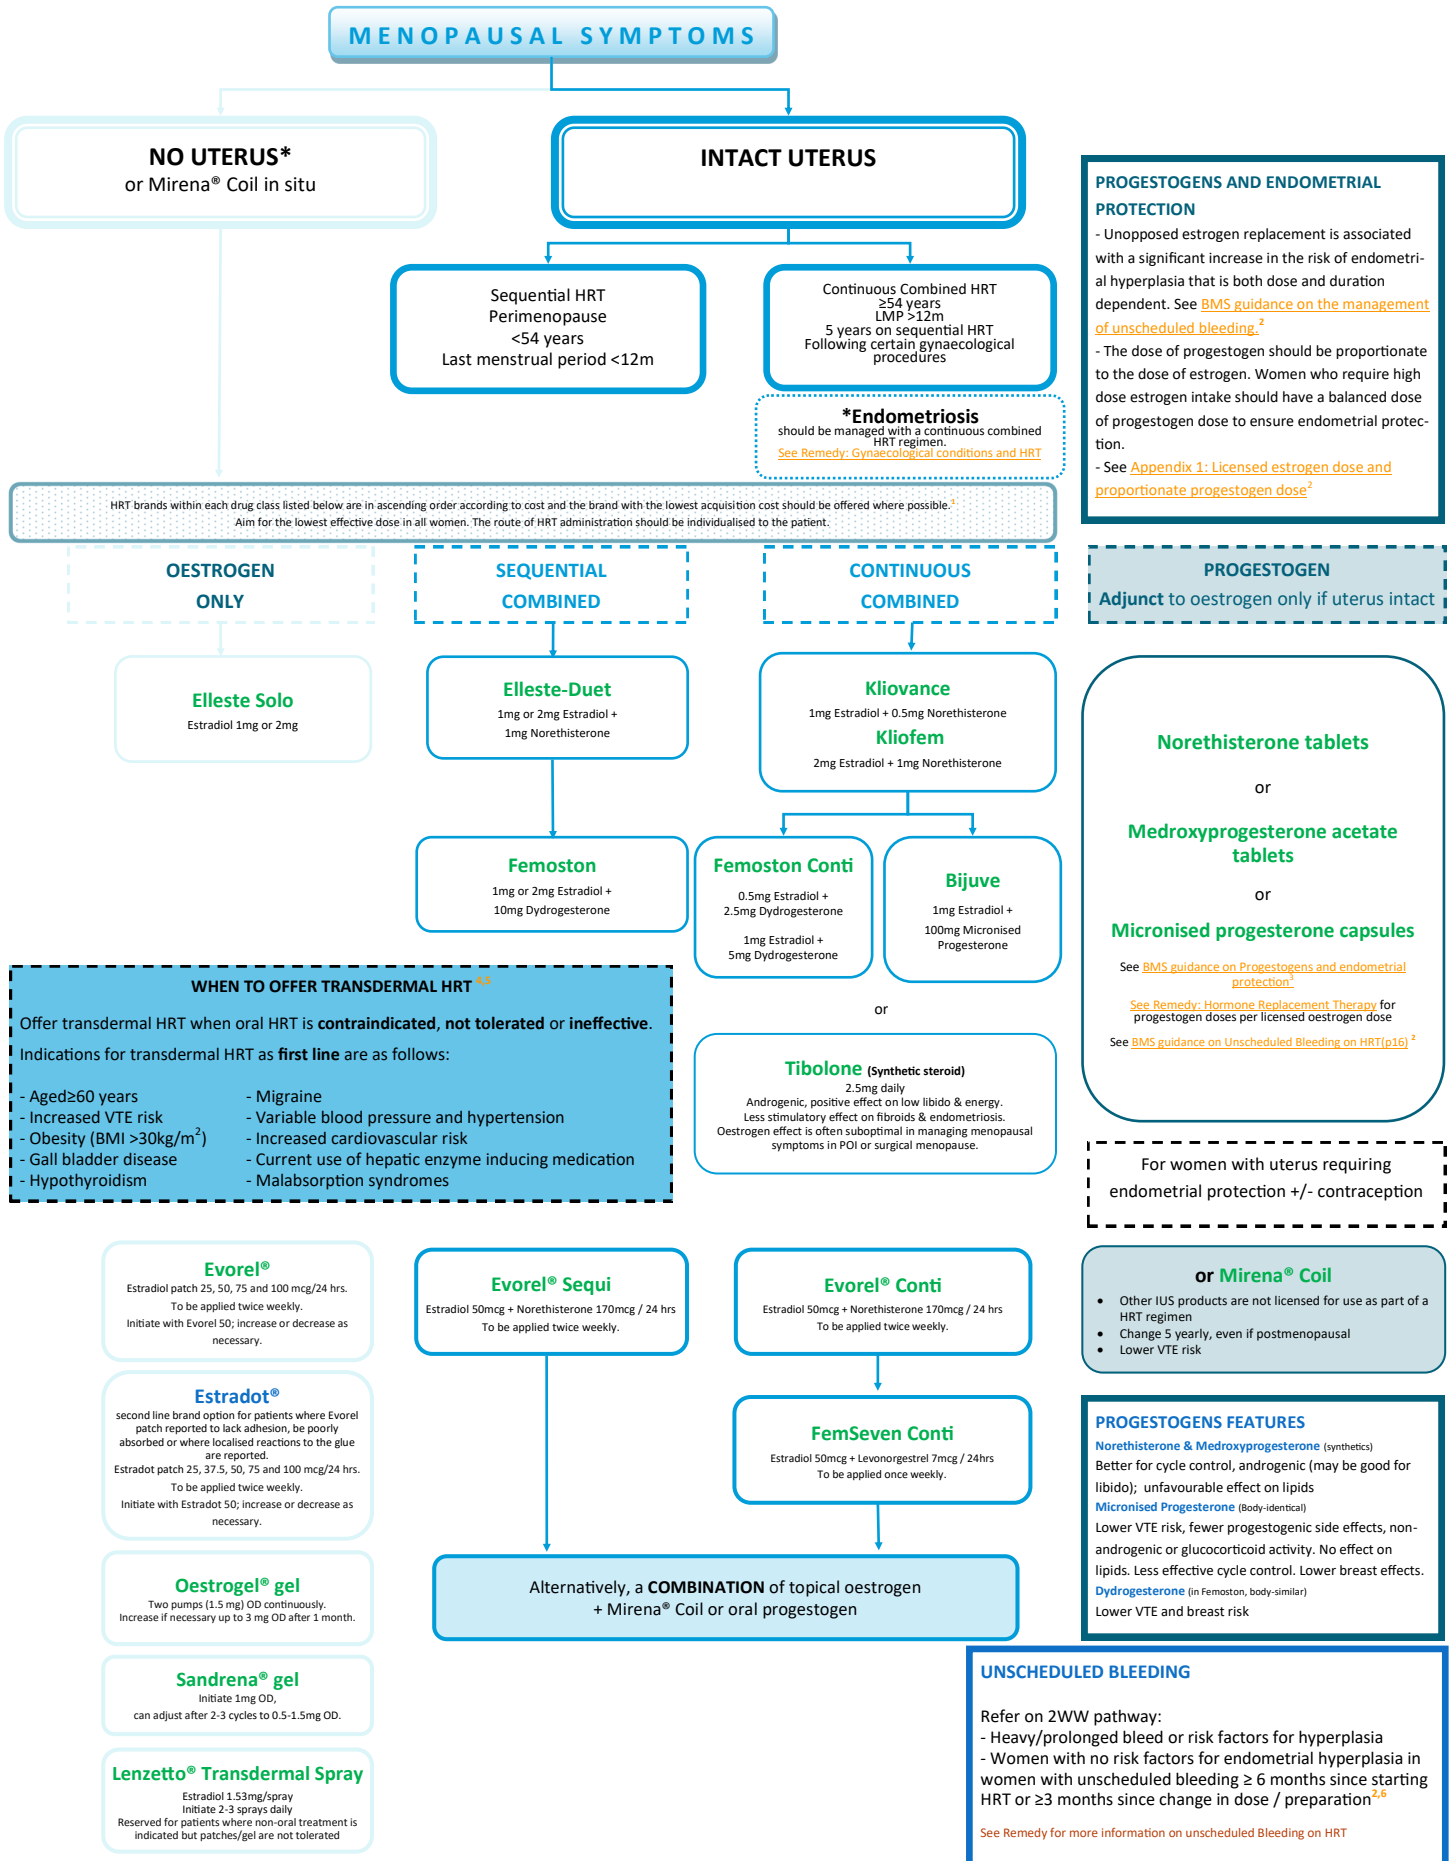 MENOPAUSAL SYMPTOMS
NO UTERUS*
or Mirena® Coil in situ
INTACT UTERUS
Sequential HRT
Perimenopause
<54 years
Last menstrual period <12m
Continuous Combined HRT
≥54 years
LMP >12m
5 years on sequential HRT
Following certain gynaecological
procedures
*Endometriosis
should be managed with a continuous combined
HRT regimen.
See Remedy: Gynaecological conditions and HRT
PROGESTOGENS AND ENDOMETRIAL
PROTECTION
- Unopposed estrogen replacement is associated
with a significant increase in the risk of endometri-
al hyperplasia that is both dose and duration
dependent. See BMS guidance on the management
of unscheduled bleeding.2
- The dose of progestogen should be proportionate
to the dose of estrogen. Women who require high
dose estrogen intake should have a balanced dose
of progestogen dose to ensure endometrial protec-
tion.
- See Appendix 1: Licensed estrogen dose and
proportionate progestogen dose2
HRT brands within each drug class listed below are in ascending order according to cost and the brand with the lowest acquisition cost should be offered where possible.1
Aim for the lowest effective dose in all women. The route of HRT administration should be individualised to the patient.
OESTROGEN
ONLY
SEQUENTIAL
COMBINED
CONTINUOUS
COMBINED
PROGESTOGEN
Adjunct to oestrogen only if uterus intact
Elleste Solo
Estradiol 1mg or 2mg
Elleste-Duet
1mg or 2mg Estradiol +
1mg Norethisterone
Kliovance
1mg Estradiol + 0.5mg Norethisterone
Kliofem
2mg Estradiol + 1mg Norethisterone
Femoston
1mg or 2mg Estradiol +
10mg Dydrogesterone
Femoston Conti
0.5mg Estradiol +
2.5mg Dydrogesterone
1mg Estradiol +
5mg Dydrogesterone
Bijuve
1mg Estradiol +
100mg Micronised
Progesterone
or
Tibolone (Synthetic steroid)
2.5mg daily
Androgenic, positive effect on low libido & energy.
Less stimulatory effect on fibroids & endometriosis.
Oestrogen effect is often suboptimal in managing menopausal
symptoms in POI or surgical menopause.
Norethisterone tablets
or
Medroxyprogesterone acetate
tablets
or
Micronised progesterone capsules
See BMS guidance on Progestogens and endometrial
protection3
See Remedy: Hormone Replacement Therapy for
progestogen doses per licensed oestrogen dose
See BMS guidance on Unscheduled Bleeding on HRT(p16) 2
WHEN TO OFFER TRANSDERMAL HRT 4,5
Offer transdermal HRT when oral HRT is contraindicated, not tolerated or ineffective.
Indications for transdermal HRT as first line are as follows:
- Aged≥60 years
- Increased VTE risk
- Obesity (BMI >30kg/m2)
- Gall bladder disease
- Hypothyroidism
- Migraine
- Variable blood pressure and hypertension
- Increased cardiovascular risk
- Current use of hepatic enzyme inducing medication
- Malabsorption syndromes
For women with uterus requiring
endometrial protection +/- contraception
Evorel®
Estradiol patch 25, 50, 75 and 100 mcg/24 hrs.
To be applied twice weekly.
Initiate with Evorel 50; increase or decrease as
necessary.
Estradot®
second line brand option for patients where Evorel
patch reported to lack adhesion, be poorly
absorbed or where localised reactions to the glue
are reported.
Estradot patch 25, 37.5, 50, 75 and 100 mcg/24 hrs.
To be applied twice weekly.
Initiate with Estradot 50; increase or decrease as
necessary.
Oestrogel® gel
Two pumps (1.5 mg) OD continuously.
Increase if necessary up to 3 mg OD after 1 month.
Sandrena® gel
Initiate 1mg OD,
can adjust after 2-3 cycles to 0.5-1.5mg OD.
Lenzetto® Transdermal Spray
Estradiol 1.53mg/spray
Initiate 2-3 sprays daily
Reserved for patients where non-oral treatment is
indicated but patches/gel are not tolerated
Evorel® Sequi
Estradiol 50mcg + Norethisterone 170mcg / 24 hrs
To be applied twice weekly.
Evorel® Conti
Estradiol 50mcg + Norethisterone 170mcg / 24 hrs
To be applied twice weekly.
FemSeven Conti
Estradiol 50mcg + Levonorgestrel 7mcg / 24hrs
To be applied once weekly.
Alternatively, a COMBINATION of topical oestrogen
+ Mirena® Coil or oral progestogen
or Mirena® Coil
• Other IUS products are not licensed for use as part of a
HRT regimen
• Change 5 yearly, even if postmenopausal
• Lower VTE risk
PROGESTOGENS FEATURES
Norethisterone & Medroxyprogesterone (synthetics)
Better for cycle control, androgenic (may be good for
libido); unfavourable effect on lipids
Micronised Progesterone (Body-identical)
Lower VTE risk, fewer progestogenic side effects, non-
androgenic or glucocorticoid activity. No effect on
lipids. Less effective cycle control. Lower breast effects.
Dydrogesterone (in Femoston, body-similar)
Lower VTE and breast risk
UNSCHEDULED BLEEDING
Refer on 2WW pathway:
- Heavy/prolonged bleed or risk factors for hyperplasia
- Women with no risk factors for endometrial hyperplasia in
women with unscheduled bleeding ≥ 6 months since starting
HRT or ≥3 months since change in dose / preparation2,6
See Remedy for more information on unscheduled Bleeding on HRT